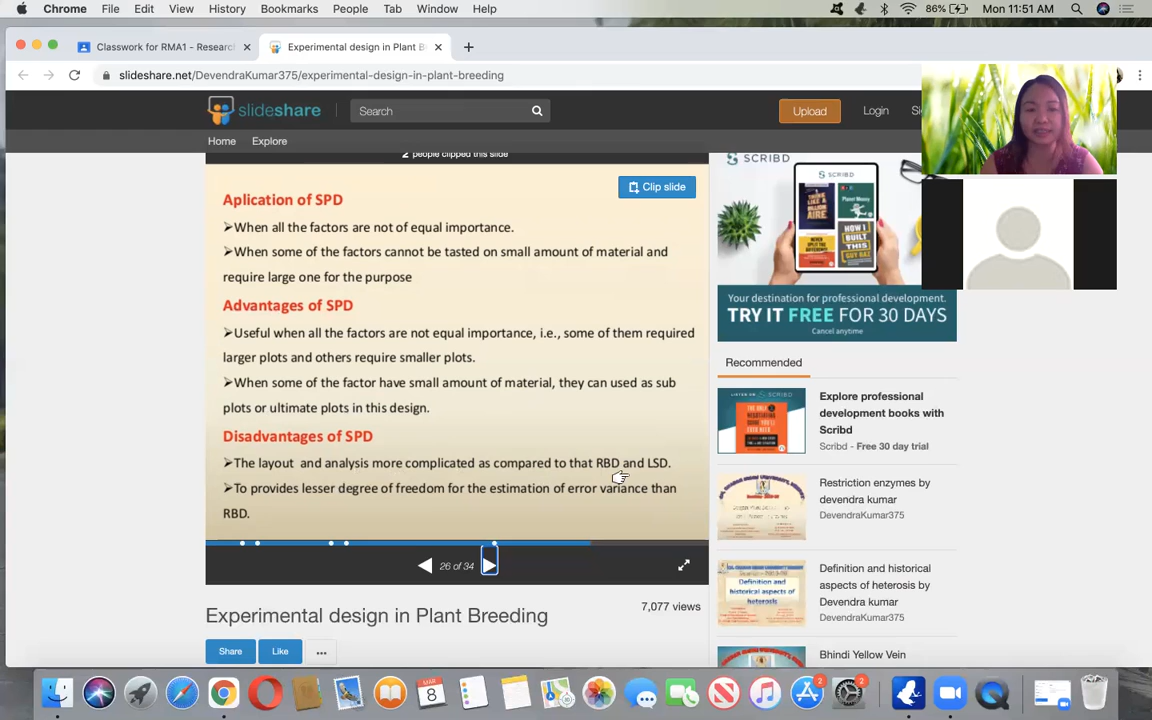 Chrome File Edit View History Bookmarks People Tab Window Help 86% Mon 11:51 AM
Classwork for RMA1 - Researc
Experimental design in Plant B
slideshare.net/DevendraKumar375/experimental-design-in-plant-breeding
slideshare Search Upload Login
Home Explore
2 people clipped this slide
Clip slide
Aplication of SPD
➢When all the factors are not of equal importance.
➢When some of the factors cannot be tasted on small amount of material and
require large one for the purpose
Advantages of SPD
➢Useful when all the factors are not equal importance, i.e., some of them required
larger plots and others require smaller plots.
➢When some of the factor have small amount of material, they can used as sub
plots or ultimate plots in this design.
Disadvantages of SPD
➢The layout and analysis more complicated as compared to that RBD and LSD.
➢To provides lesser degree of freedom for the estimation of error variance than
RBD.
26 of 34
Experimental design in Plant Breeding
7,077 views
Share Like ...
SCRIBD
SCRIBD
Your destination for professional development.
TRY IT FREE FOR 30 DAYS
Cancel anytime
Recommended
Explore professional
development books with
Scribd
Scribd - Free 30 day trial
Restriction enzymes by
devendra kumar
DevendraKumar375
Definition and historical
aspects of heterosis by
Devendra kumar
DevendraKumar375
Definition and
historical aspects of
heterosis
Bhindi Yellow Vein
MAR
8
2
2